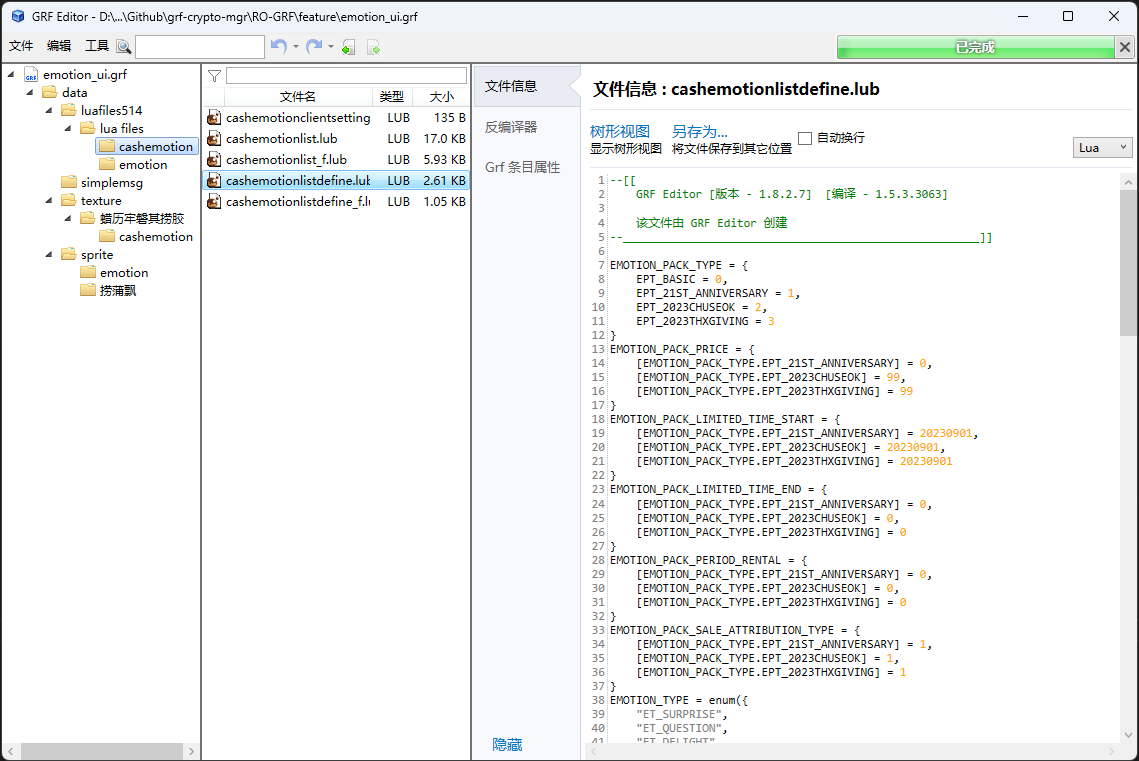 GRF Editor - D:\...\Github\grf-crypto-mgr\RO-GRF\feature\emotion_ui.grf
文件 编辑 工具
已完成
emotion_ui.grf
data
luafiles514
lua files
cashemotion
emotion
simplemsg
texture
蜡历牢磐其捞胶
cashemotion
sprite
emotion
捞蒲飘
文件名 类型 大小
cashemotionclientsetting LUB 135 B
cashemotionlist.lub LUB 17.0 KB
cashemotionlist_f.lub LUB 5.93 KB
cashemotionlistdefine.lub LUB 2.61 KB
cashemotionlistdefine_f.lu LUB 1.05 KB
文件信息
反编译器
Grf 条目属性
隐藏
文件信息 : cashemotionlistdefine.lub
树形视图 另存为... 自动换行
显示树形视图 将文件保存到其它位置
Lua
1 --[[
2 GRF Editor [版本 - 1.8.2.7] [编译 - 1.5.3.3063]
3
4 该文件由 GRF Editor 创建
5 --______________________________________________________]]
6
7 EMOTION_PACK_TYPE = {
8 EPT_BASIC = 0,
9 EPT_21ST_ANNIVERSARY = 1,
10 EPT_2023CHUSEOK = 2,
11 EPT_2023THXGIVING = 3
12 }
13 EMOTION_PACK_PRICE = {
14 [EMOTION_PACK_TYPE.EPT_21ST_ANNIVERSARY] = 0,
15 [EMOTION_PACK_TYPE.EPT_2023CHUSEOK] = 99,
16 [EMOTION_PACK_TYPE.EPT_2023THXGIVING] = 99
17 }
18 EMOTION_PACK_LIMITED_TIME_START = {
19 [EMOTION_PACK_TYPE.EPT_21ST_ANNIVERSARY] = 20230901,
20 [EMOTION_PACK_TYPE.EPT_2023CHUSEOK] = 20230901,
21 [EMOTION_PACK_TYPE.EPT_2023THXGIVING] = 20230901
22 }
23 EMOTION_PACK_LIMITED_TIME_END = {
24 [EMOTION_PACK_TYPE.EPT_21ST_ANNIVERSARY] = 0,
25 [EMOTION_PACK_TYPE.EPT_2023CHUSEOK] = 0,
26 [EMOTION_PACK_TYPE.EPT_2023THXGIVING] = 0
27 }
28 EMOTION_PACK_PERIOD_RENTAL = {
29 [EMOTION_PACK_TYPE.EPT_21ST_ANNIVERSARY] = 0,
30 [EMOTION_PACK_TYPE.EPT_2023CHUSEOK] = 0,
31 [EMOTION_PACK_TYPE.EPT_2023THXGIVING] = 0
32 }
33 EMOTION_PACK_SALE_ATTRIBUTION_TYPE = {
34 [EMOTION_PACK_TYPE.EPT_21ST_ANNIVERSARY] = 1,
35 [EMOTION_PACK_TYPE.EPT_2023CHUSEOK] = 1,
36 [EMOTION_PACK_TYPE.EPT_2023THXGIVING] = 1
37 }
38 EMOTION_TYPE = enum({
39 "ET_SURPRISE",
40 "ET_QUESTION",
41 "ET_DELIGHT",